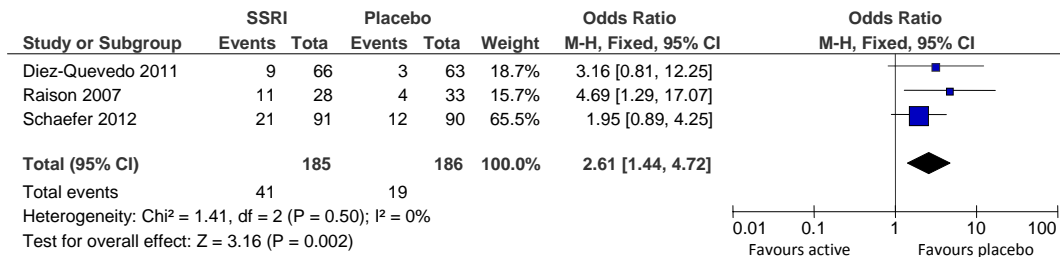 SSRI Placebo Odds Ratio Odds Ratio
Study or Subgroup Events Tota Events Tota Weight M-H, Fixed, 95% CI M-H, Fixed, 95% CI
Diez-Quevedo 2011 9 66 3 63 18.7% 3.16 [0.81, 12.25]
Raison 2007 11 28 4 33 15.7% 4.69 [1.29, 17.07]
Schaefer 2012 21 91 12 90 65.5% 1.95 [0.89, 4.25]
Total (95% CI) 185 186 100.0% 2.61 [1.44, 4.72]
Total events 41 19
Heterogeneity: Chi² = 1.41, df = 2 (P = 0.50); I² = 0%
Test for overall effect: Z = 3.16 (P = 0.002)
0.01 0.1 1 10 100
Favours active Favours placebo